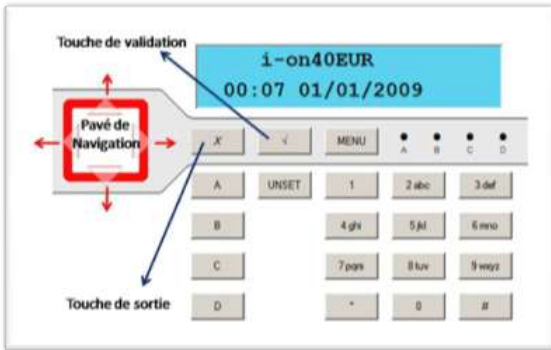 Touche de validation
i-on40EUR
00:07 01/01/2009
Pavé de
Navigation
X √ MENU
A B C D
A UNSET 1 2 abc 3 def
B 4 ghi 5 jkl 6 mno
C 7 pqrs 8 tuv 9 wxyz
Touche de sortie
D * 0 #